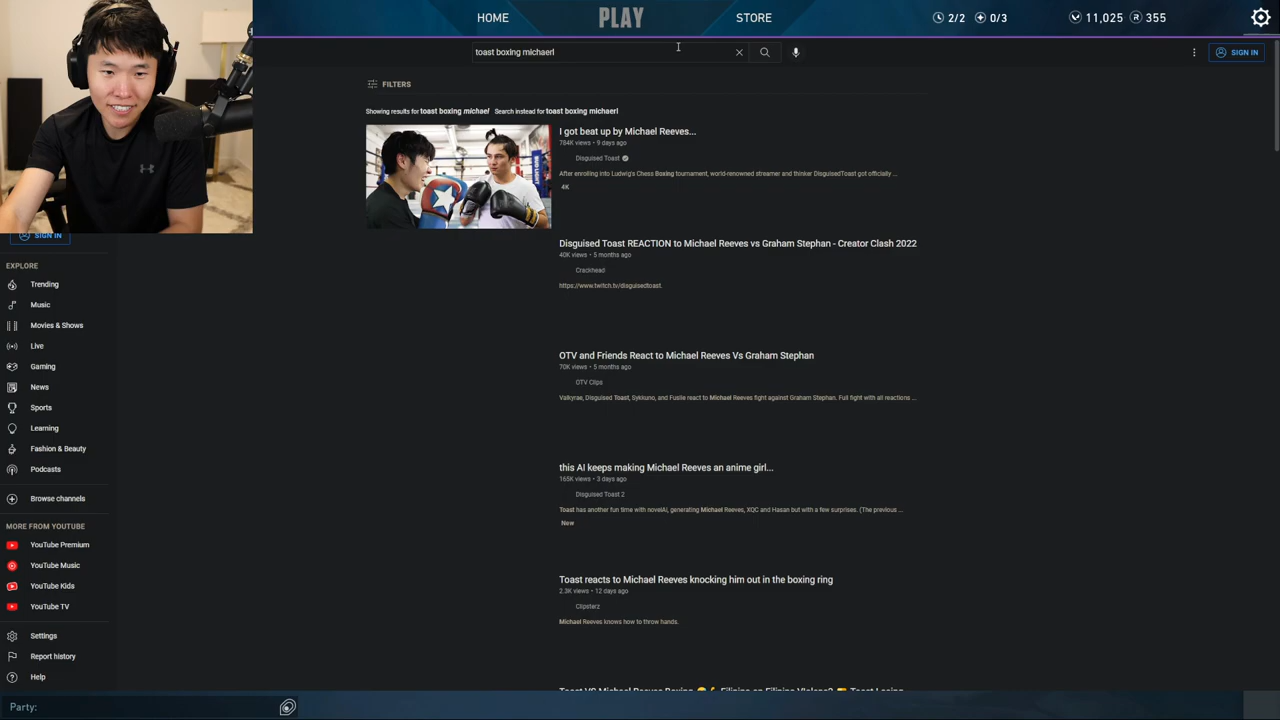 HOME
PLAY
STORE
2/2
0/3
11,025
355
toast boxing michaerl
SIGN IN
FILTERS
Showing results for toast boxing michael Search instead for toast boxing michaerl
I got beat up by Michael Reeves...
784K views • 9 days ago
Disguised Toast
After enrolling into Ludwig's Chess Boxing tournament, world-renowned streamer and thinker DisguisedToast got officially ...
4K
Disguised Toast REACTION to Michael Reeves vs Graham Stephan - Creator Clash 2022
40K views • 5 months ago
Crackhead
https://www.twitch.tv/disguisedtoast.
OTV and Friends React to Michael Reeves Vs Graham Stephan
70K views • 5 months ago
OTV Clips
Valkyrae, Disguised Toast, Sykkuno, and Fuslie react to Michael Reeves fight against Graham Stephan. Full fight with all reactions ...
this AI keeps making Michael Reeves an anime girl...
165K views • 3 days ago
Disguised Toast 2
Toast has another fun time with novelAI, generating Michael Reeves, XQC and Hasan but with a few surprises. (The previous ...
New
Toast reacts to Michael Reeves knocking him out in the boxing ring
2.3K views • 12 days ago
Clipsterz
Michael Reeves knows how to throw hands.
SIGN IN
EXPLORE
Trending
Music
Movies & Shows
Live
Gaming
News
Sports
Learning
Fashion & Beauty
Podcasts
Browse channels
MORE FROM YOUTUBE
YouTube Premium
YouTube Music
YouTube Kids
YouTube TV
Settings
Report history
Help
Party: